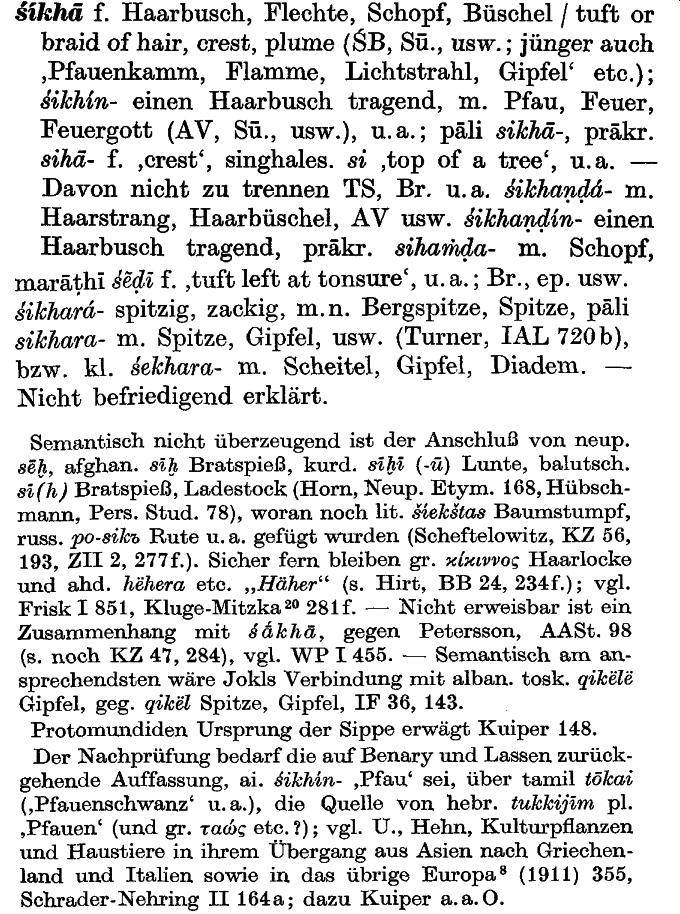 śíkhā f. Haarbusch, Flechte, Schopf, Büschel / tuft or
braid of hair, crest, plume (ŚB, Sū., usw.; jünger auch
‚Pfauenkamm, Flamme, Lichtstrahl, Gipfel‘ etc.);
śikhín- einen Haarbusch tragend, m. Pfau, Feuer,
Feuergott (AV, Sū., usw.), u.a.; pāli sikhā-, prākr.
sihā- f. ‚crest‘, singhales. si ‚top of a tree‘, u.a. —
Davon nicht zu trennen TS, Br. u.a. śikhaṇḍá- m.
Haarstrang, Haarbüschel, AV usw. śikhaṇḍín- einen
Haarbusch tragend, prākr. sihaṁḍa- m. Schopf,
marāṭhī śẽḍī f. ‚tuft left at tonsure‘, u.a.; Br., ep. usw.
śikhará- spitzig, zackig, m.n. Bergspitze, Spitze, pāli
sikhara- m. Spitze, Gipfel, usw. (Turner, IAL 720b),
bzw. kl. śekhara- m. Scheitel, Gipfel, Diadem. —
Nicht befriedigend erklärt.
Semantisch nicht überzeugend ist der Anschluß von neup.
sēḫ, afghan. sīḫ Bratspieß, kurd. sīḫī (-ū) Lunte, balutsch.
sī(h) Bratspieß, Ladestock (Horn, Neup. Etym. 168, Hübsch-
mann, Pers. Stud. 78), woran noch lit. šiekštas Baumstumpf,
russ. po-sikъ Rute u.a. gefügt wurden (Scheftelowitz, KZ 56,
193, ZII 2, 277f.). Sicher fern bleiben gr. κίκιννος Haarlocke
und ahd. hëhera etc. „Häher“ (s. Hirt, BB 24, 234f.); vgl.
Frisk I 851, Kluge-Mitzka²⁰ 281f. — Nicht erweisbar ist ein
Zusammenhang mit śā́khā, gegen Petersson, AASt. 98
(s. noch KZ 47, 284), vgl. WP I 455. — Semantisch am an-
sprechendsten wäre Jokls Verbindung mit alban. tosk. qikëlë
Gipfel, geg. qikël Spitze, Gipfel, IF 36, 143.
Protomundiden Ursprung der Sippe erwägt Kuiper 148.
Der Nachprüfung bedarf die auf Benary und Lassen zurück-
gehende Auffassung, ai. śikhín- ‚Pfau‘ sei, über tamil tōkai
(‚Pfauenschwanz‘ u.a.), die Quelle von hebr. tukkijīm pl.
‚Pfauen‘ (und gr. ταώς etc.?); vgl. U., Hehn, Kulturpflanzen
und Haustiere in ihrem Übergang aus Asien nach Griechen-
land und Italien sowie in das übrige Europa⁸ (1911) 355,
Schrader-Nehring II 164a; dazu Kuiper a.a.O.